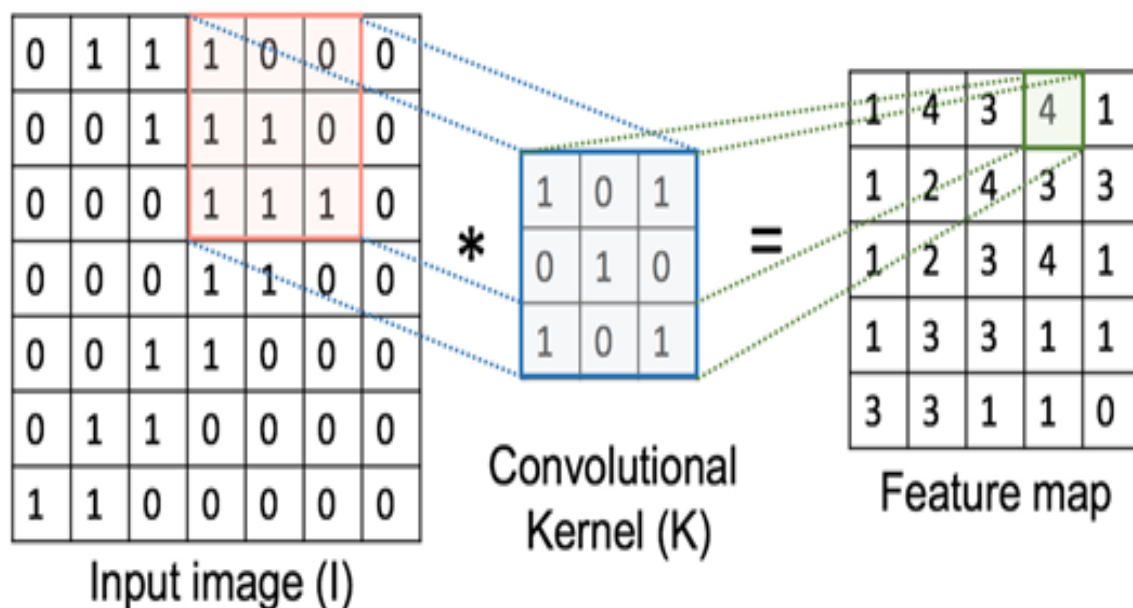 0 1 1 1 0 0 0
0 0 1 1 1 0 0
0 0 0 1 1 1 0
0 0 0 1 1 0 0
0 0 1 1 0 0 0
0 1 1 0 0 0 0
1 1 0 0 0 0 0
Input image (I)
*
1 0 1
0 1 0
1 0 1
Convolutional
Kernel (K)
=
1 4 3 4 1
1 2 4 3 3
1 2 3 4 1
1 3 3 1 1
3 3 1 1 0
Feature map